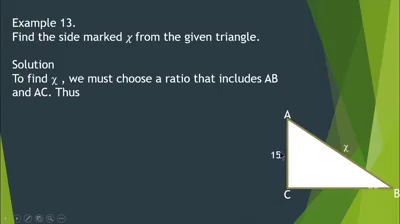 Example 13.
Find the side marked χ from the given triangle.
Solution
To find χ , we must choose a ratio that includes AB
and AC. Thus
A
15
χ
C
B